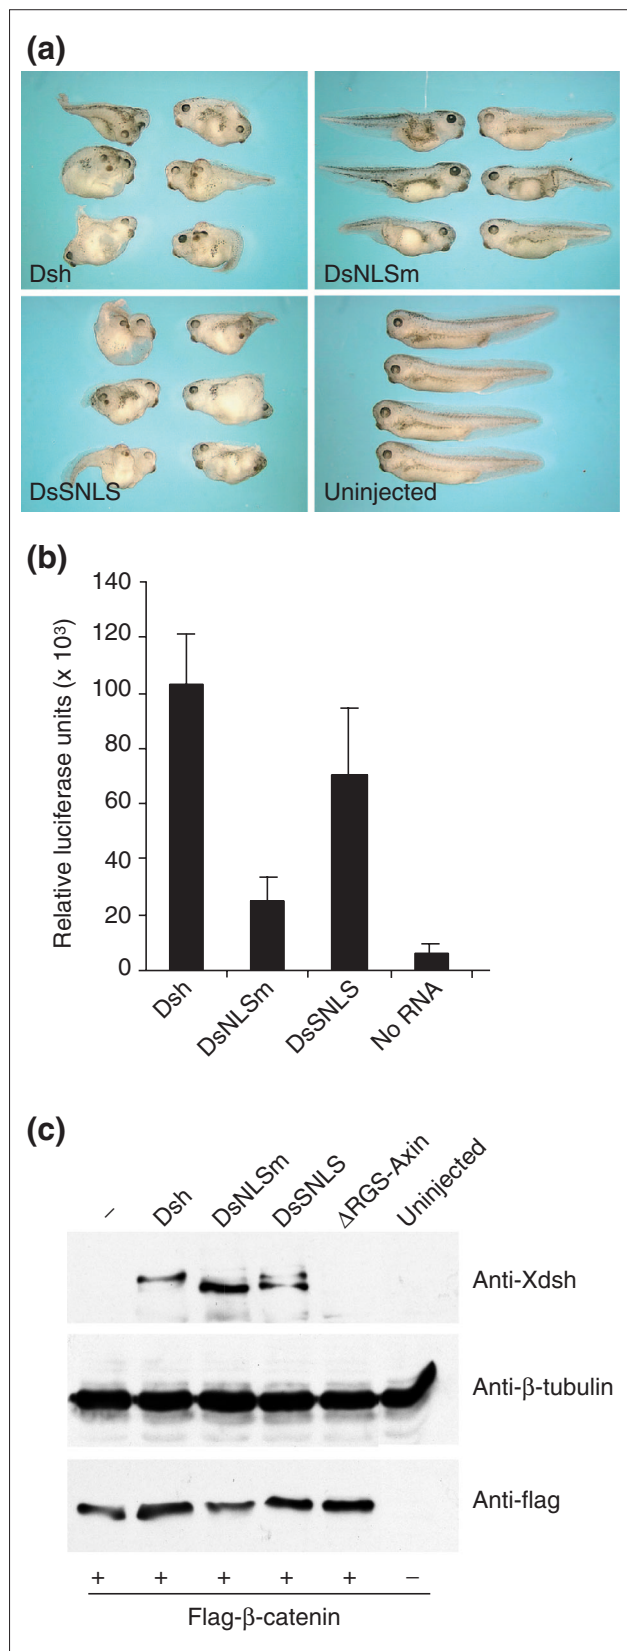 (a)
Dsh
DsNLSm
DsSNLS
Uninjected
(b)
Relative luciferase units (x 10³)
140
120
100
80
60
40
20
0
Dsh
DsNLSm
DsSNLS
No RNA
(c)
–
Dsh
DsNLSm
DsSNLS
ΔRGS-Axin
Uninjected
Anti-Xdsh
Anti-β-tubulin
Anti-flag
+ + + + + –
Flag-β-catenin